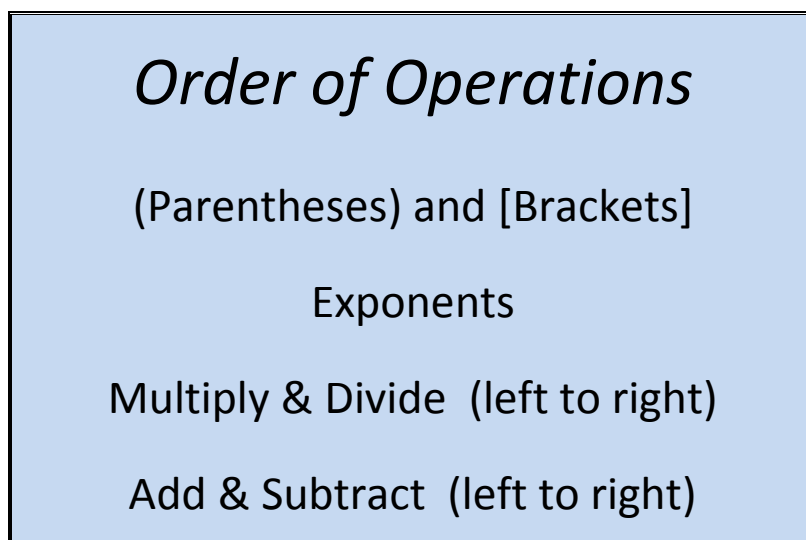 Order of Operations
(Parentheses) and [Brackets]
Exponents
Multiply & Divide (left to right)
Add & Subtract (left to right)